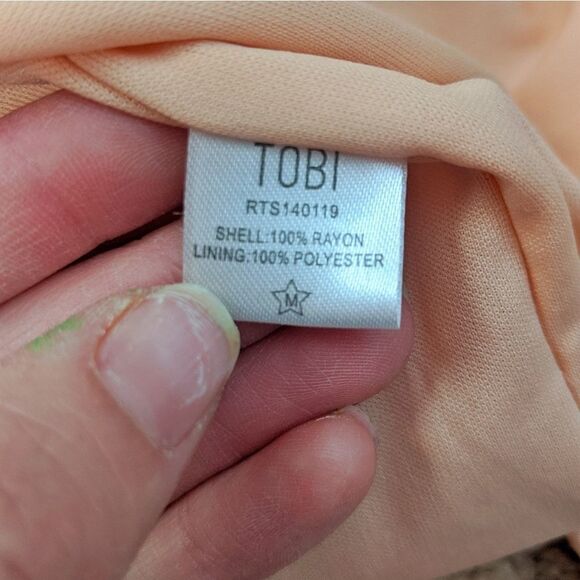 TOBI
RTS140119
SHELL:100% RAYON
LINING:100% POLYESTER
M